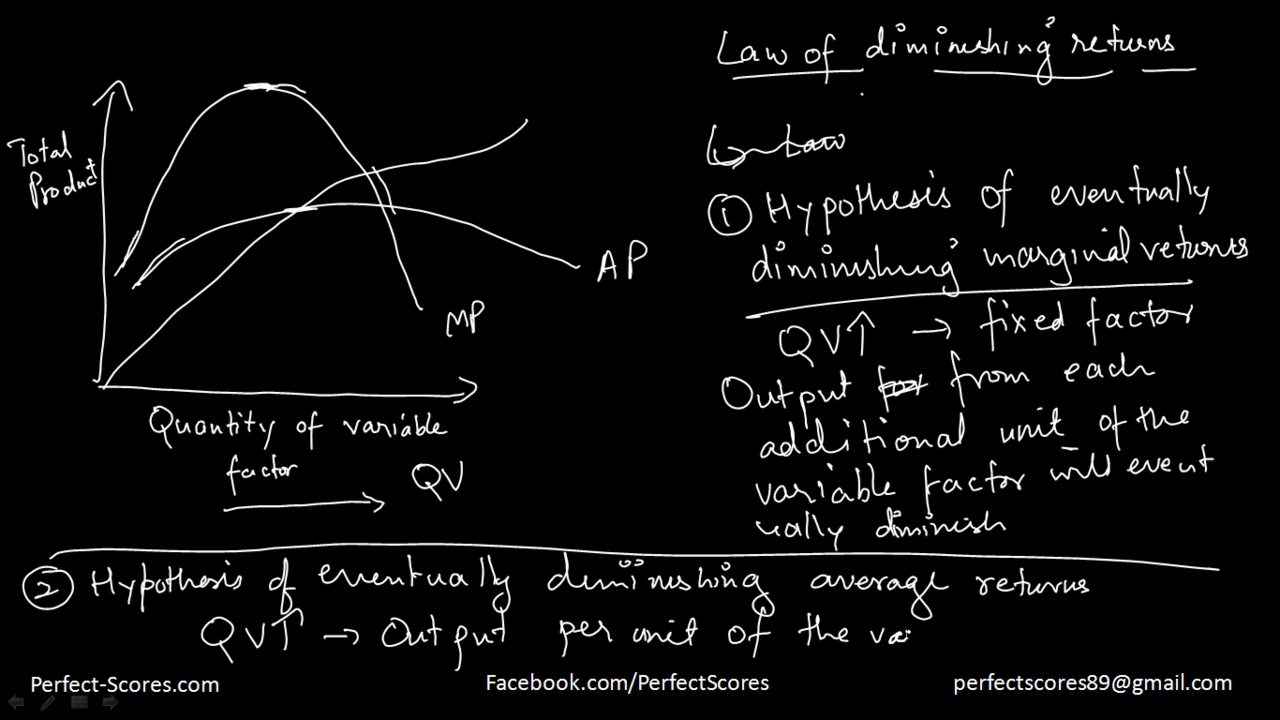 Law of diminishing returns
Law
① Hypothesis of eventually
diminishing marginal returns
QV↑ → fixed factor
Output from each
additional unit of the
variable factor will event
ually diminish
Total
Product
AP
MP
Quantity of variable
factor
QV
② Hypothesis of eventually diminishing average returns
QV↑ → Output per unit of the va
Perfect-Scores.com
Facebook.com/PerfectScores
perfectscores89@gmail.com